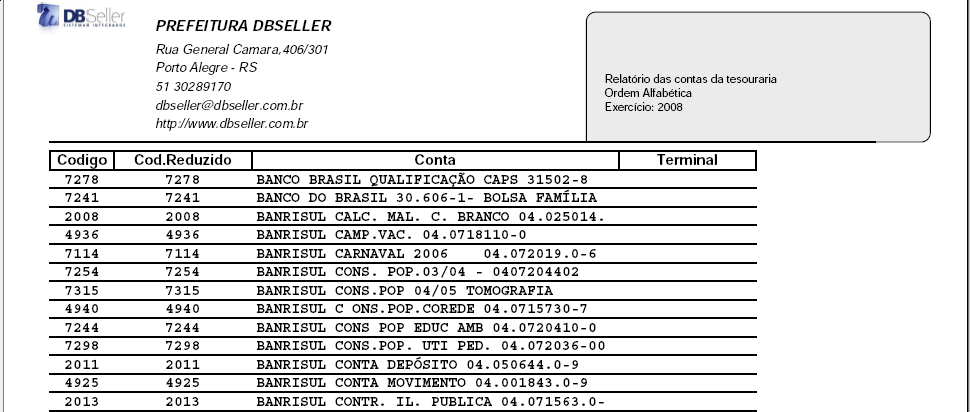 DBSeller
SISTEMAS INTEGRADOS
PREFEITURA DBSELLER
Rua General Camara,406/301
Porto Alegre - RS
51 30289170
dbseller@dbseller.com.br
http://www.dbseller.com.br
Relatório das contas da tesouraria
Ordem Alfabética
Exercício: 2008
Codigo Cod.Reduzido Conta Terminal
7278 7278 BANCO BRASIL QUALIFICAÇÃO CAPS 31502-8
7241 7241 BANCO DO BRASIL 30.606-1- BOLSA FAMÍLIA
2008 2008 BANRISUL CALC. MAL. C. BRANCO 04.025014.
4936 4936 BANRISUL CAMP.VAC. 04.0718110-0
7114 7114 BANRISUL CARNAVAL 2006 04.072019.0-6
7254 7254 BANRISUL CONS. POP.03/04 - 0407204402
7315 7315 BANRISUL CONS.POP 04/05 TOMOGRAFIA
4940 4940 BANRISUL C ONS.POP.COREDE 04.0715730-7
7244 7244 BANRISUL CONS POP EDUC AMB 04.0720410-0
7298 7298 BANRISUL CONS.POP. UTI PED. 04.072036-00
2011 2011 BANRISUL CONTA DEPÓSITO 04.050644.0-9
4925 4925 BANRISUL CONTA MOVIMENTO 04.001843.0-9
2013 2013 BANRISUL CONTR. IL. PUBLICA 04.071563.0-